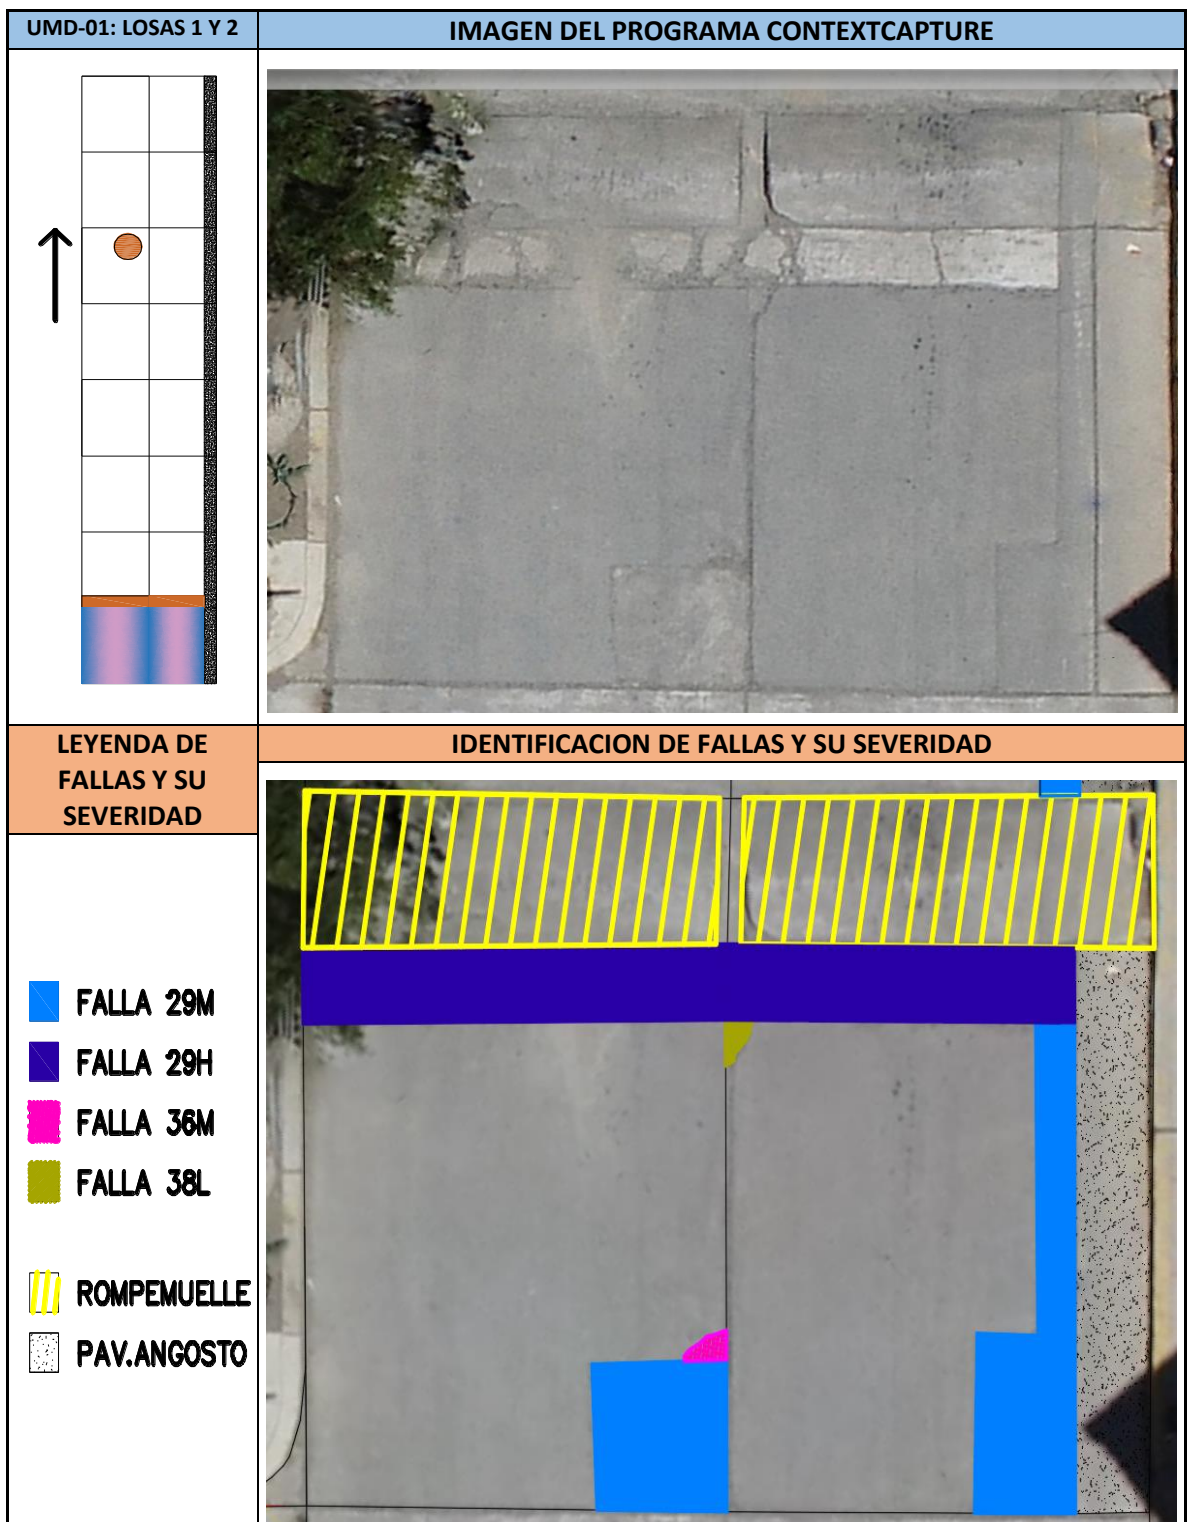 UMD-01: LOSAS 1 Y 2
IMAGEN DEL PROGRAMA CONTEXTCAPTURE
LEYENDA DE
FALLAS Y SU
SEVERIDAD
IDENTIFICACION DE FALLAS Y SU SEVERIDAD
FALLA 29M
FALLA 29H
FALLA 36M
FALLA 38L
ROMPEMUELLE
PAV.ANGOSTO